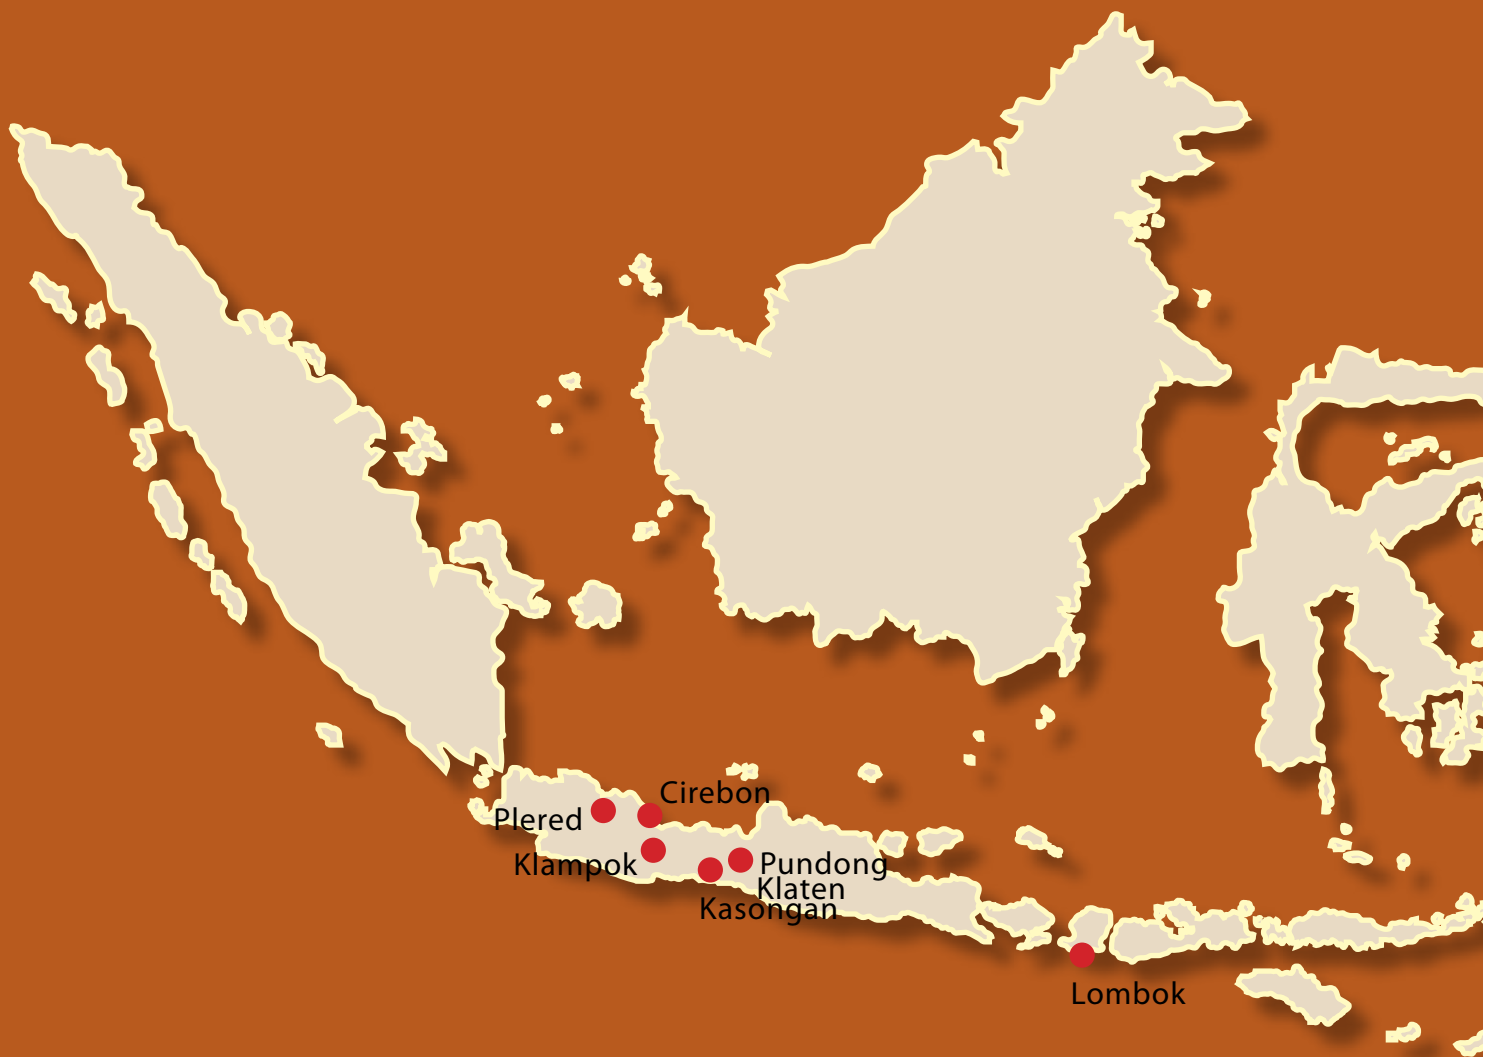 Cirebon
Plered
Klampok
Pundong
Klaten
Kasongan
Lombok